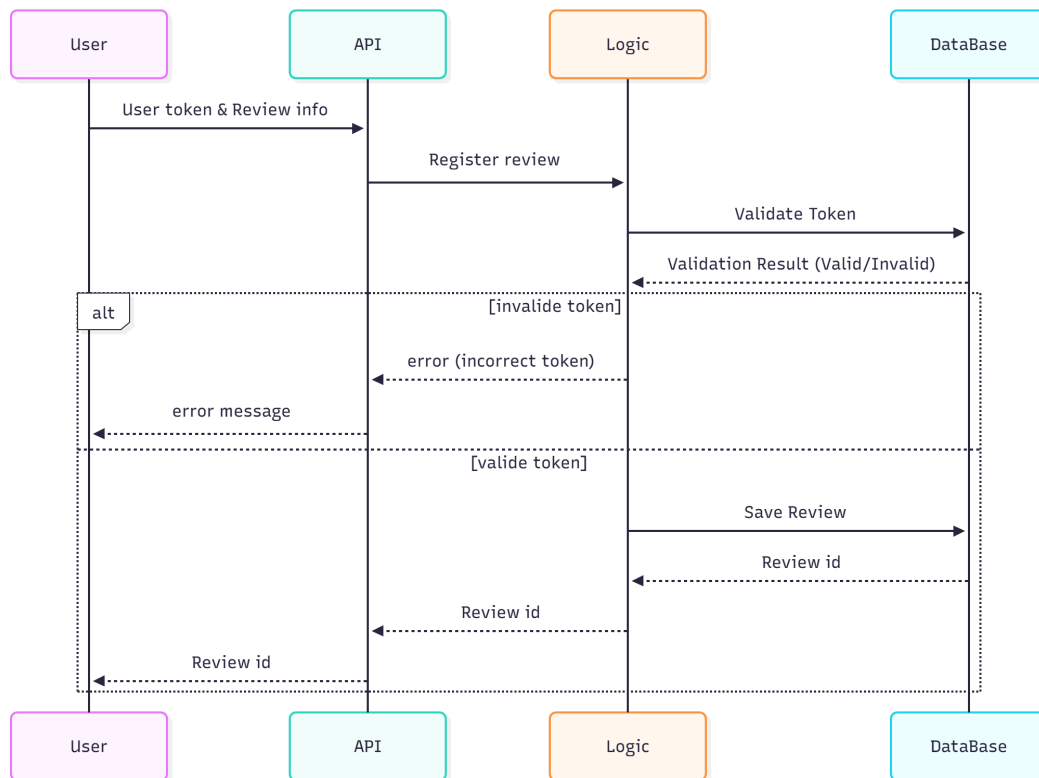 User
API
Logic
DataBase
User token & Review info
Register review
Validate Token
Validation Result (Valid/Invalid)
alt
[invalide token]
error (incorrect token)
error message
[valide token]
Save Review
Review id
Review id
Review id
User
API
Logic
DataBase